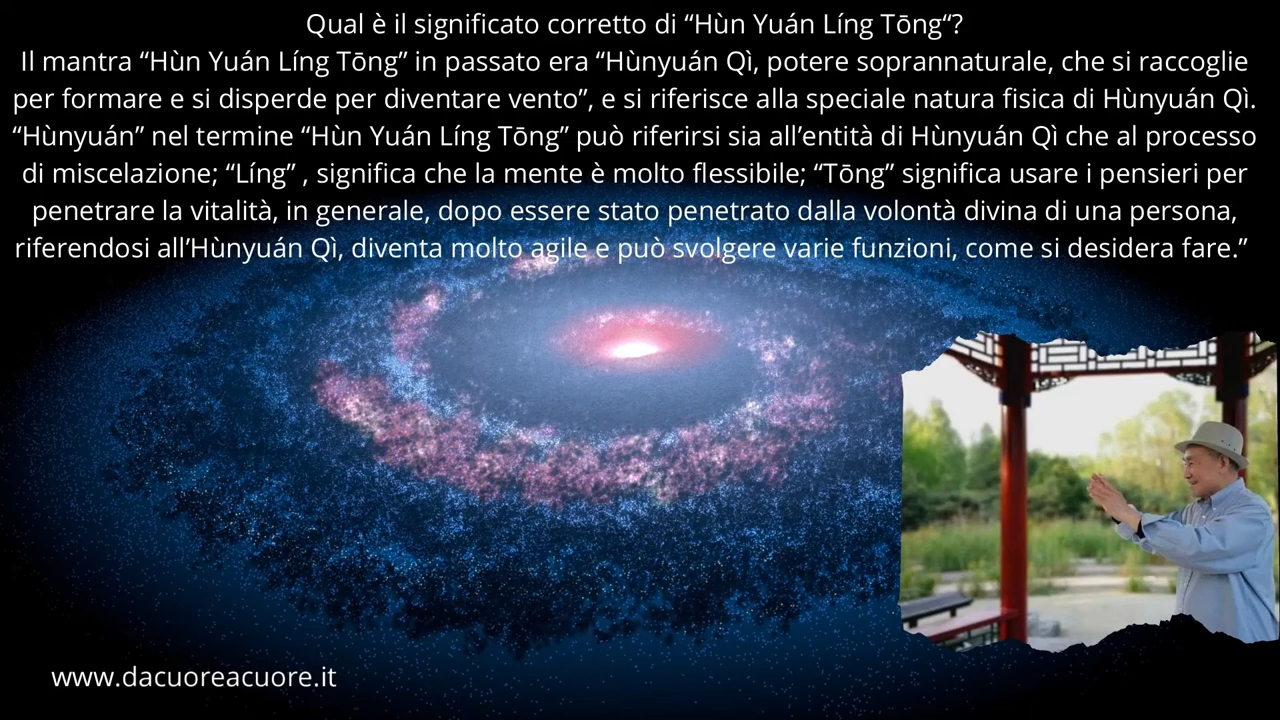 Qual è il significato corretto di “Hùn Yuán Líng Tōng“?
Il mantra “Hùn Yuán Líng Tōng” in passato era “Hùnyuán Qì, potere soprannaturale, che si raccoglie
per formare e si disperde per diventare vento”, e si riferisce alla speciale natura fisica di Hùnyuán Qì.
“Hùnyuán” nel termine “Hùn Yuán Líng Tōng” può riferirsi sia all’entità di Hùnyuán Qì che al processo
di miscelazione; “Líng” , significa che la mente è molto flessibile; “Tōng” significa usare i pensieri per
penetrare la vitalità, in generale, dopo essere stato penetrato dalla volontà divina di una persona,
riferendosi all’Hùnyuán Qì, diventa molto agile e può svolgere varie funzioni, come si desidera fare.”
www.dacuoreacuore.it